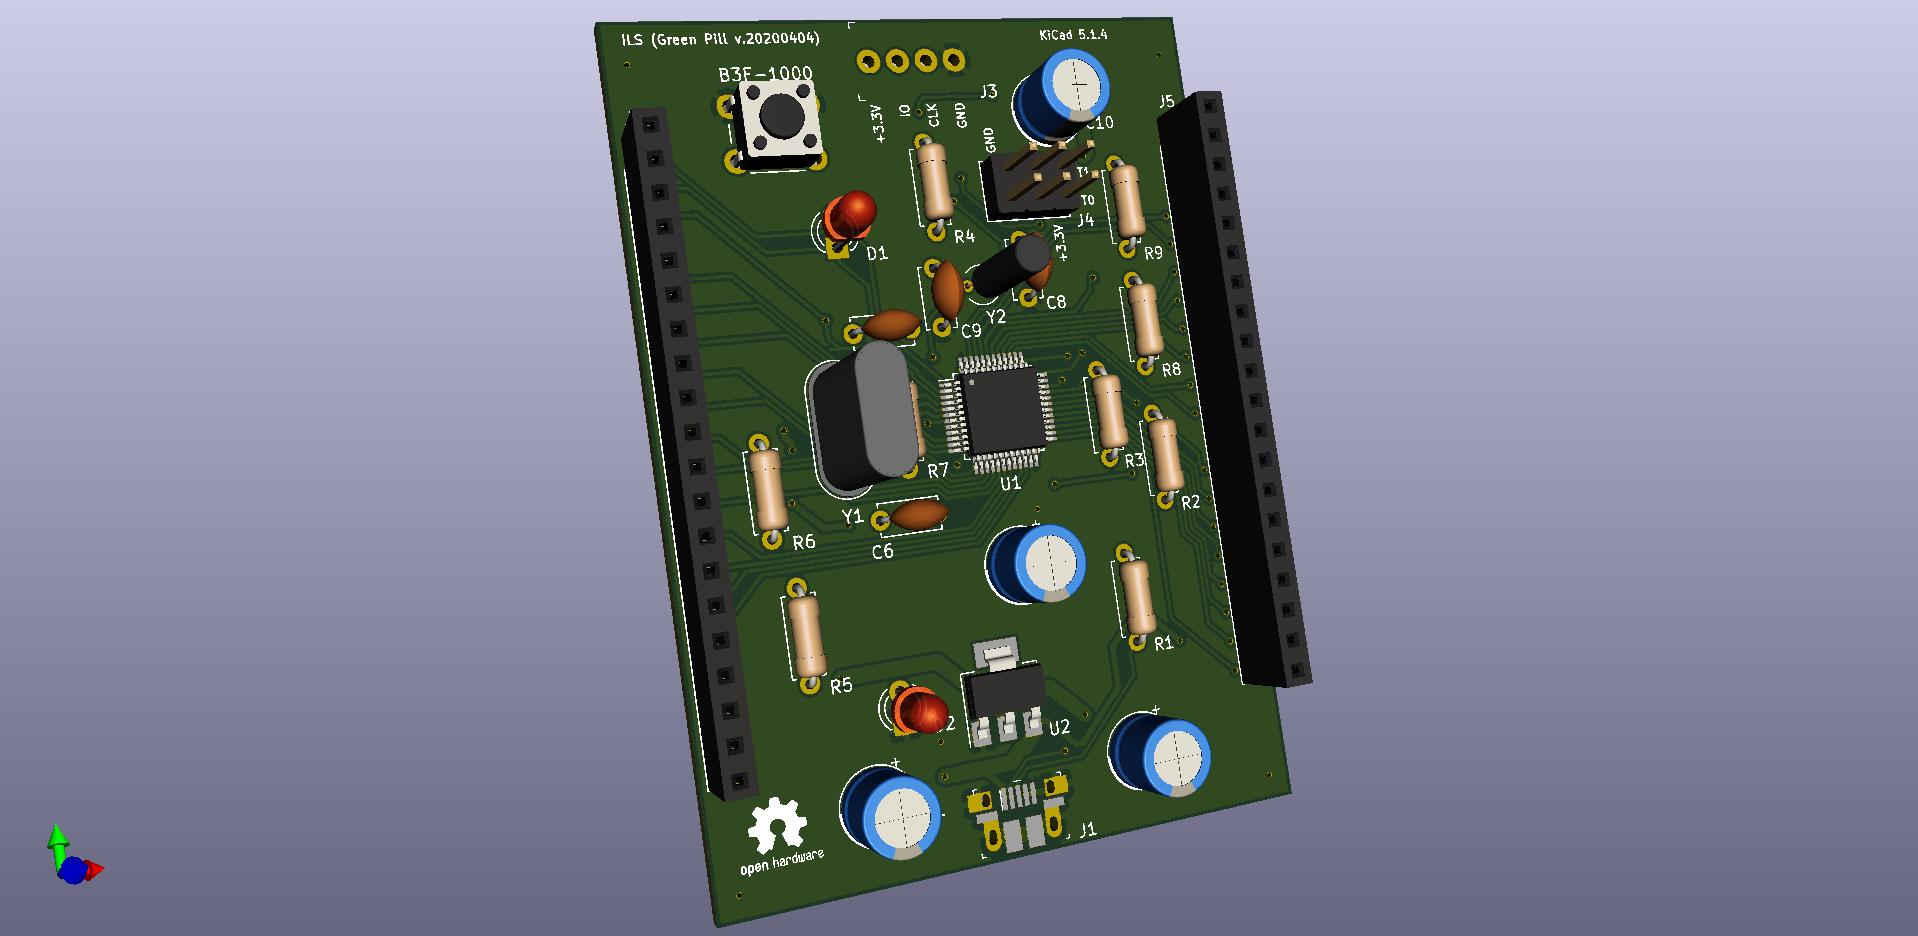 ILS (Green Pill v.20200404)
KiCad 5.1.4
B3F-1000
J3
J5
+3.3V
IO
CLK
GND
C10
GND
T1
T0
J4
+3.3V
R4
D1
R9
C8
Y2
C9
R8
R7
U1
R3
R2
Y1
C6
R6
+
R1
R5
2
U2
+
+
J1
open hardware